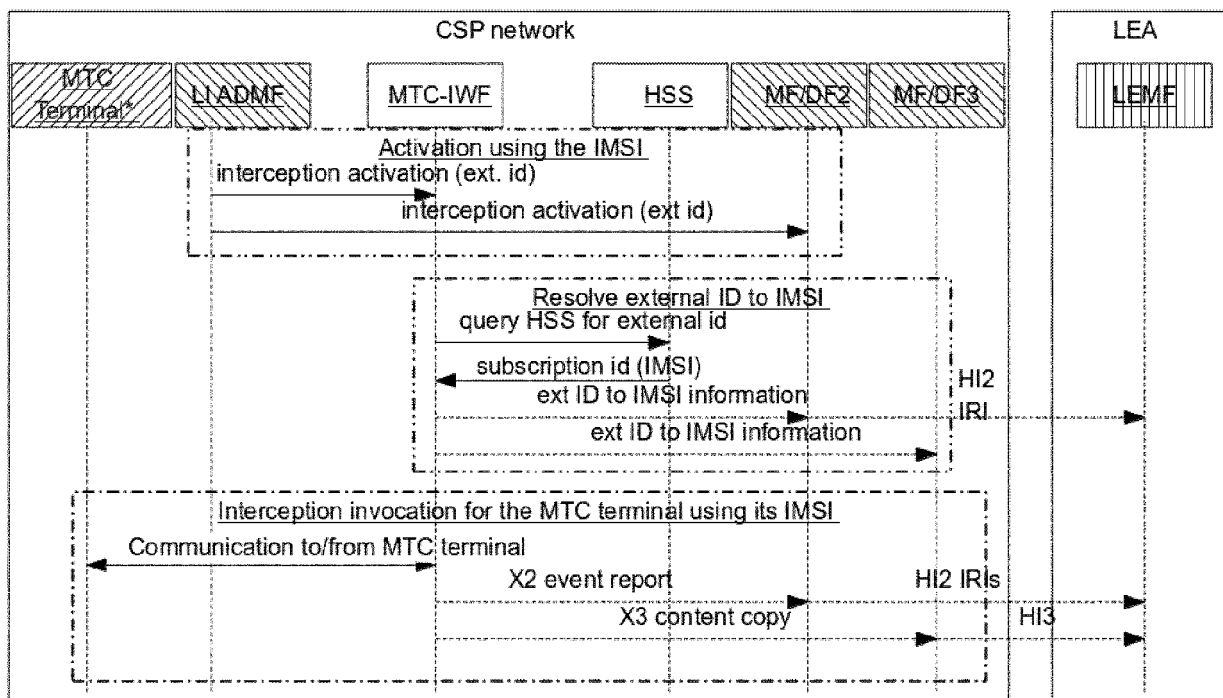 CSP network
LEA
MTC
Terminal*
LI ADMF
MTC-IWF
HSS
MF/DF2
MF/DF3
LEMF
Activation using the IMSI
interception activation (ext. id)
interception activation (ext id)
Resolve external ID to IMSI
query HSS for external id
subscription id (IMSI)
HI2
ext ID to IMSI information
IRI
ext ID to IMSI information
Interception invocation for the MTC terminal using its IMSI
Communication to/from MTC terminal
X2 event report
HI2 IRIs
X3 content copy
HI3